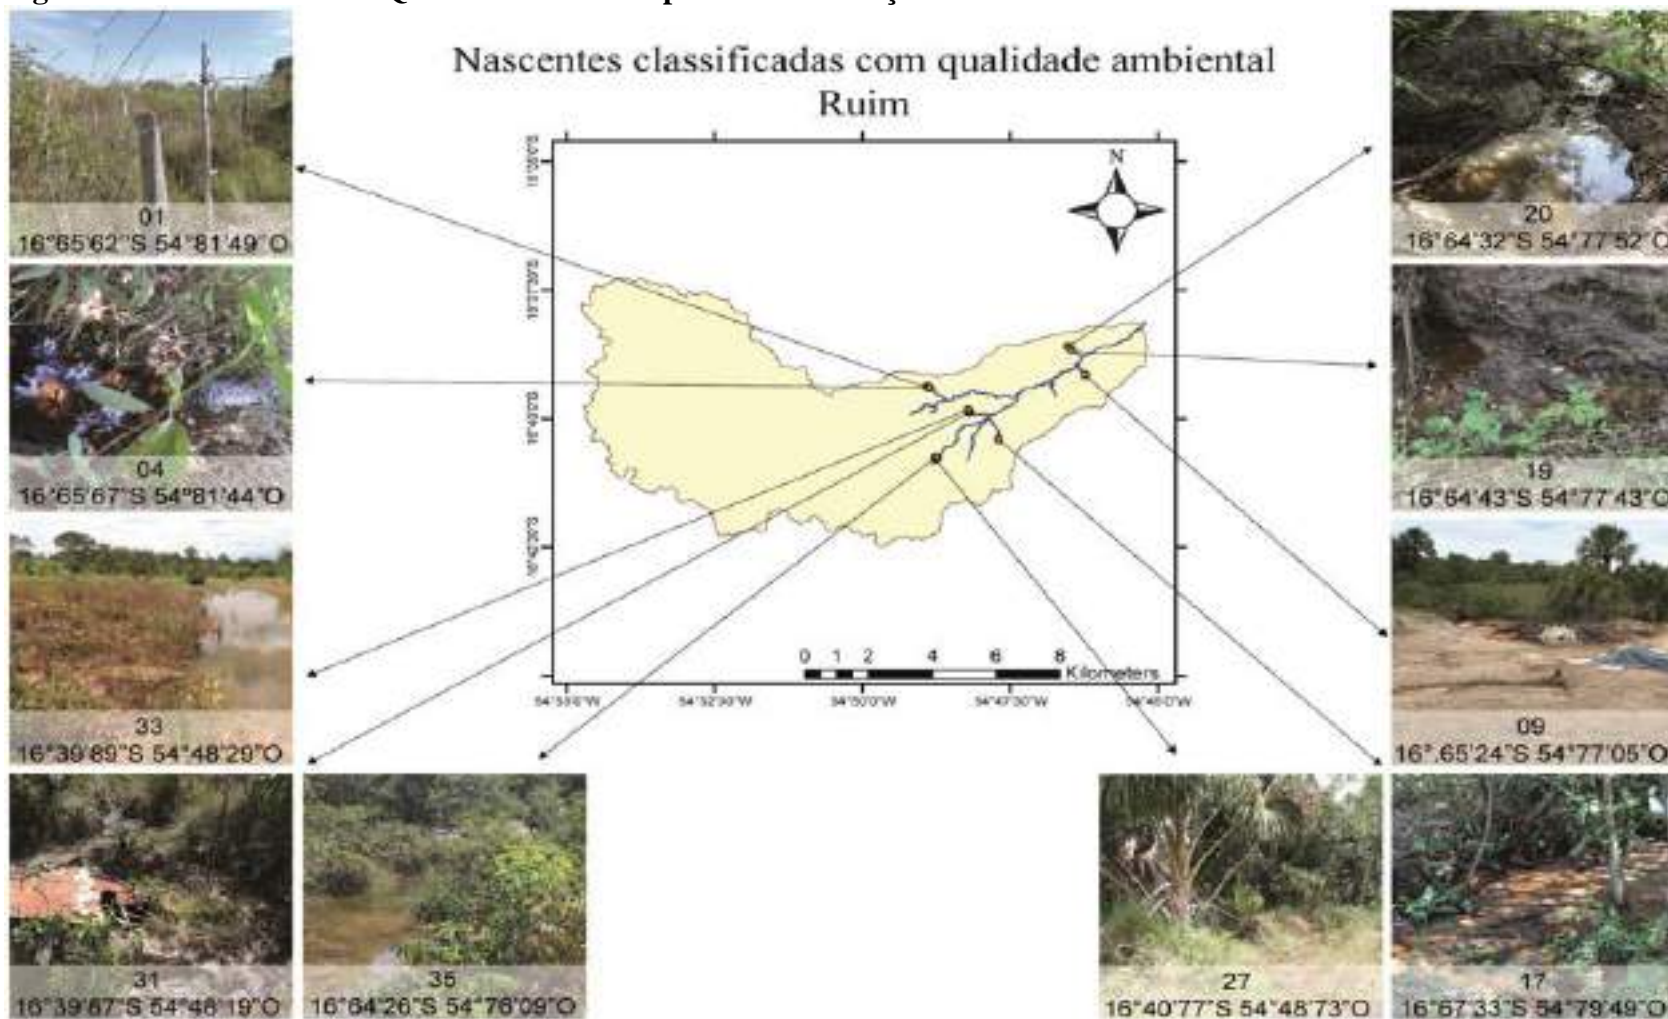 Nascentes classificadas com qualidade ambiental
Ruim
N
01
16°65'62"S 54°81'49"O
04
16°65'67"S 54°81'44"O
33
16°39'89"S 54°48'29"O
31
16°39'87"S 54°48'19"O
35
16°64'26"S 54°76'09"O
20
16°64'32"S 54°77'52"O
19
16°64'43"S 54°77'43"O
09
16°.65'24"S 54°77'05"O
27
16°40'77"S 54°48'73"O
17
16°67'33"S 54°79'49"O
0 1 2 4 6 8
Kilometers
54°50'0"W
54°47'30"W